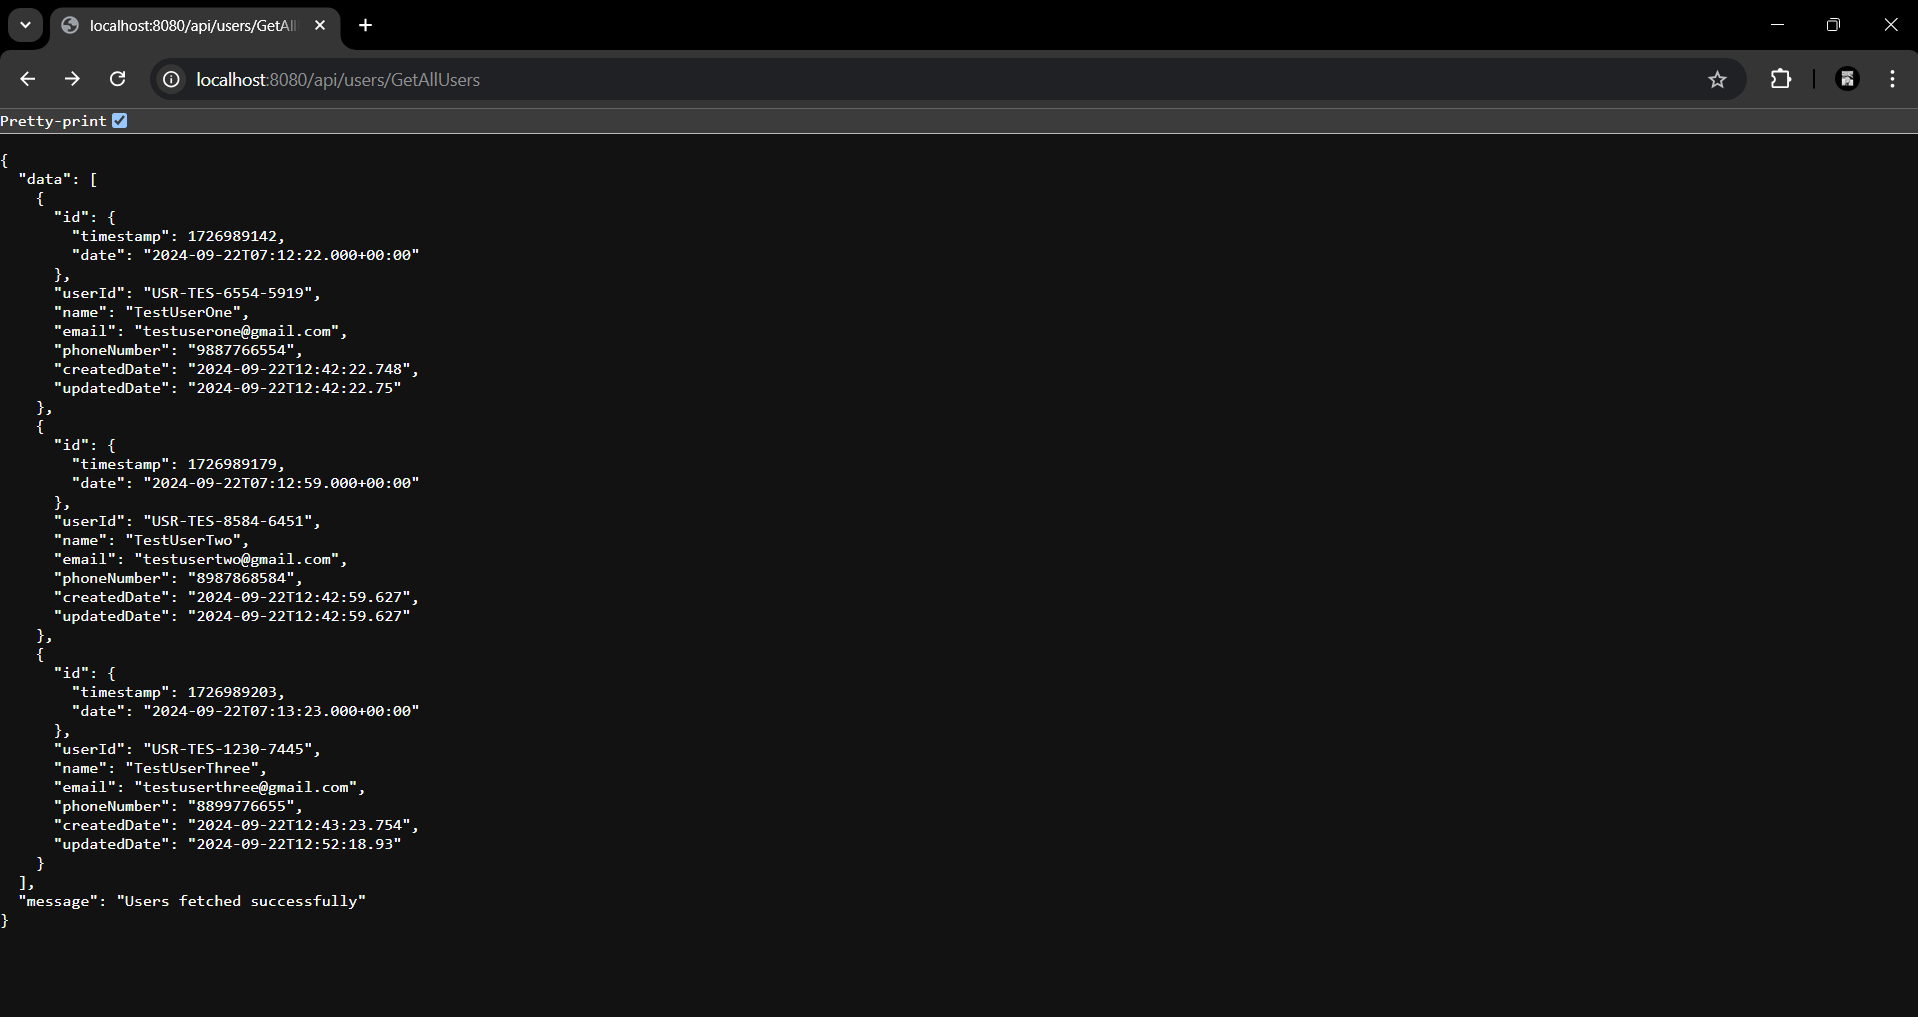 localhost:8080/api/users/GetAll
localhost:8080/api/users/GetAllUsers
Pretty-print
{
  "data": [
    {
      "id": {
        "timestamp": 1726989142,
        "date": "2024-09-22T07:12:22.000+00:00"
      },
      "userId": "USR-TES-6554-5919",
      "name": "TestUserOne",
      "email": "testuserone@gmail.com",
      "phoneNumber": "9887766554",
      "createdDate": "2024-09-22T12:42:22.748",
      "updatedDate": "2024-09-22T12:42:22.75"
    },
    {
      "id": {
        "timestamp": 1726989179,
        "date": "2024-09-22T07:12:59.000+00:00"
      },
      "userId": "USR-TES-8584-6451",
      "name": "TestUserTwo",
      "email": "testusertwo@gmail.com",
      "phoneNumber": "8987868584",
      "createdDate": "2024-09-22T12:42:59.627",
      "updatedDate": "2024-09-22T12:42:59.627"
    },
    {
      "id": {
        "timestamp": 1726989203,
        "date": "2024-09-22T07:13:23.000+00:00"
      },
      "userId": "USR-TES-1230-7445",
      "name": "TestUserThree",
      "email": "testuserthree@gmail.com",
      "phoneNumber": "8899776655",
      "createdDate": "2024-09-22T12:43:23.754",
      "updatedDate": "2024-09-22T12:52:18.93"
    }
  ],
  "message": "Users fetched successfully"
}